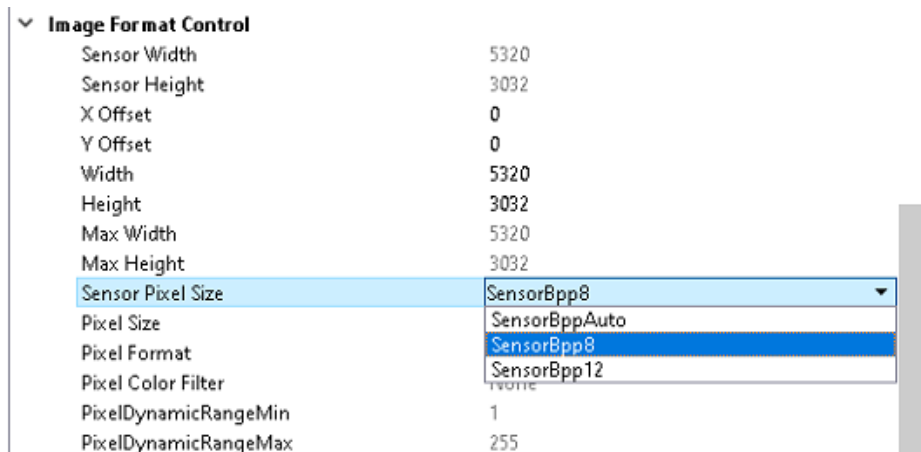 Image Format Control
Sensor Width 5320
Sensor Height 3032
X Offset 0
Y Offset 0
Width 5320
Height 3032
Max Width 5320
Max Height 3032
Sensor Pixel Size SensorBpp8
Pixel Size SensorBppAuto
SensorBpp8
Pixel Format
SensorBpp12
Pixel Color Filter None
PixelDynamicRangeMin 1
PixelDynamicRangeMax 255